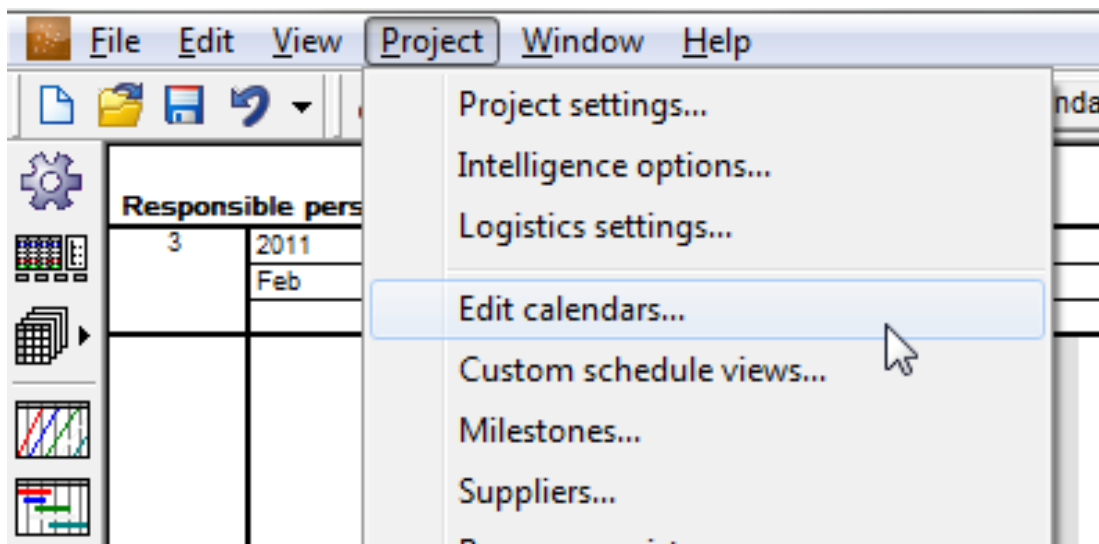 File Edit View Project Window Help
Project settings...
Intelligence options...
Logistics settings...
Responsible pers
3 2011
Feb
Edit calendars...
Custom schedule views...
Milestones...
Suppliers...